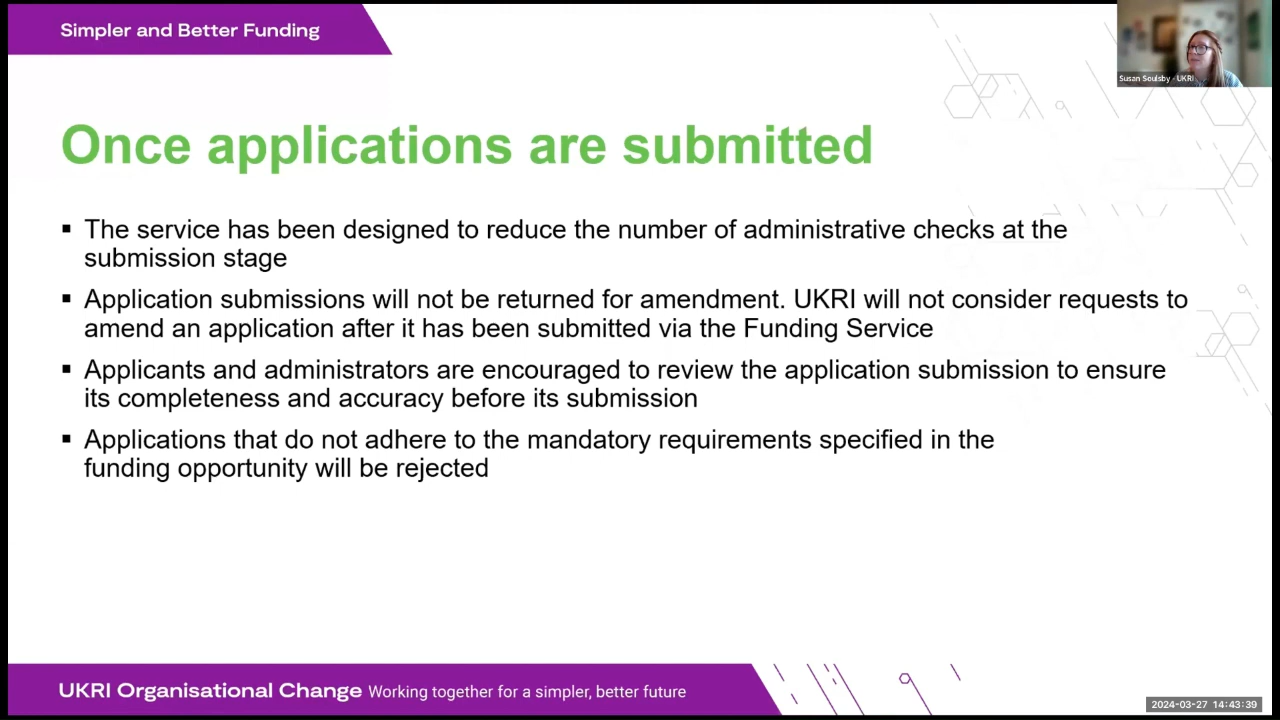 Simpler and Better Funding
Susan Soulsby - UKRI
Once applications are submitted
▪ The service has been designed to reduce the number of administrative checks at the
submission stage
▪ Application submissions will not be returned for amendment. UKRI will not consider requests to
amend an application after it has been submitted via the Funding Service
▪ Applicants and administrators are encouraged to review the application submission to ensure
its completeness and accuracy before its submission
▪ Applications that do not adhere to the mandatory requirements specified in the
funding opportunity will be rejected
UKRI Organisational Change Working together for a simpler, better future
2024-03-27 14:43:39